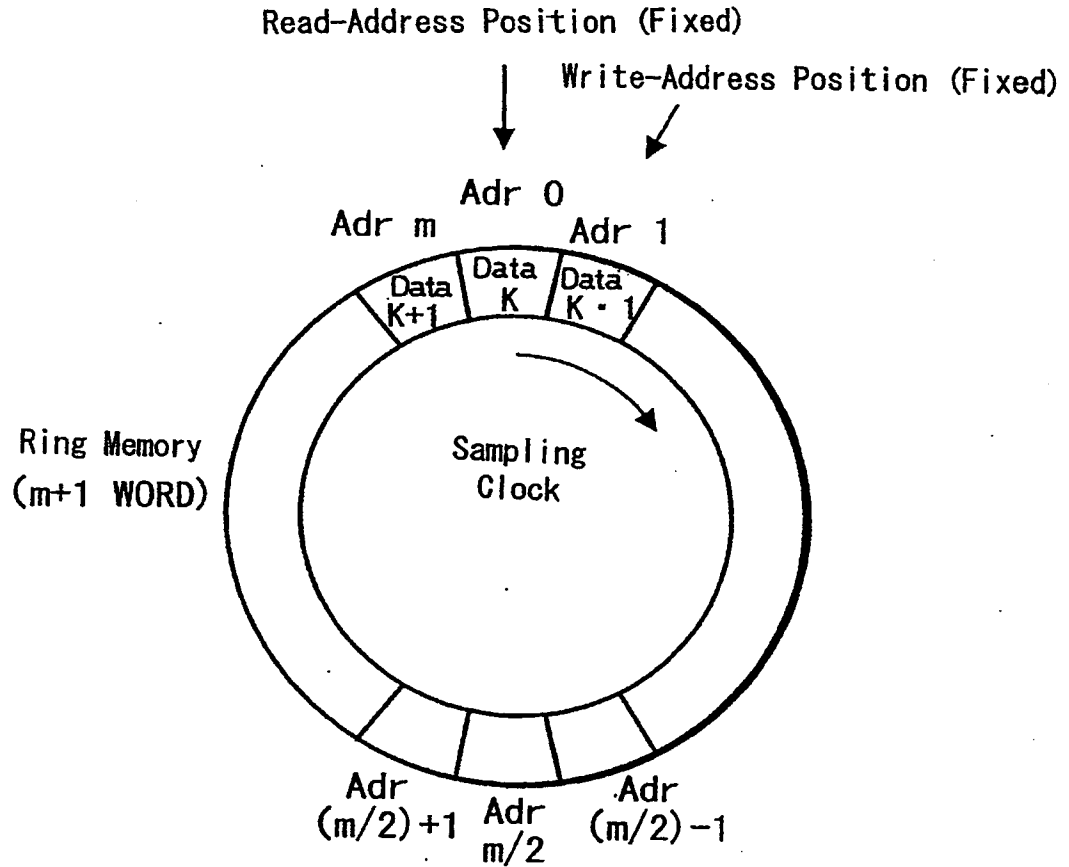 Read-Address Position (Fixed)
Write-Address Position (Fixed)
Adr 0
Adr m
Adr 1
Data
K+1
Data
K
Data
K - 1
Ring Memory
(m+1 WORD)
Sampling
Clock
Adr
(m/2)+1
Adr
m/2
Adr
(m/2)-1